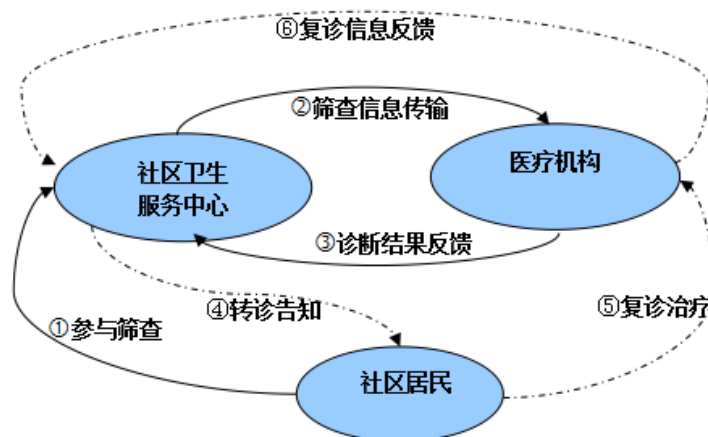 ⑥复诊信息反馈
②筛查信息传输
社区卫生
服务中心
医疗机构
③诊断结果反馈
④转诊告知
⑤复诊治疗
①参与筛查
社区居民